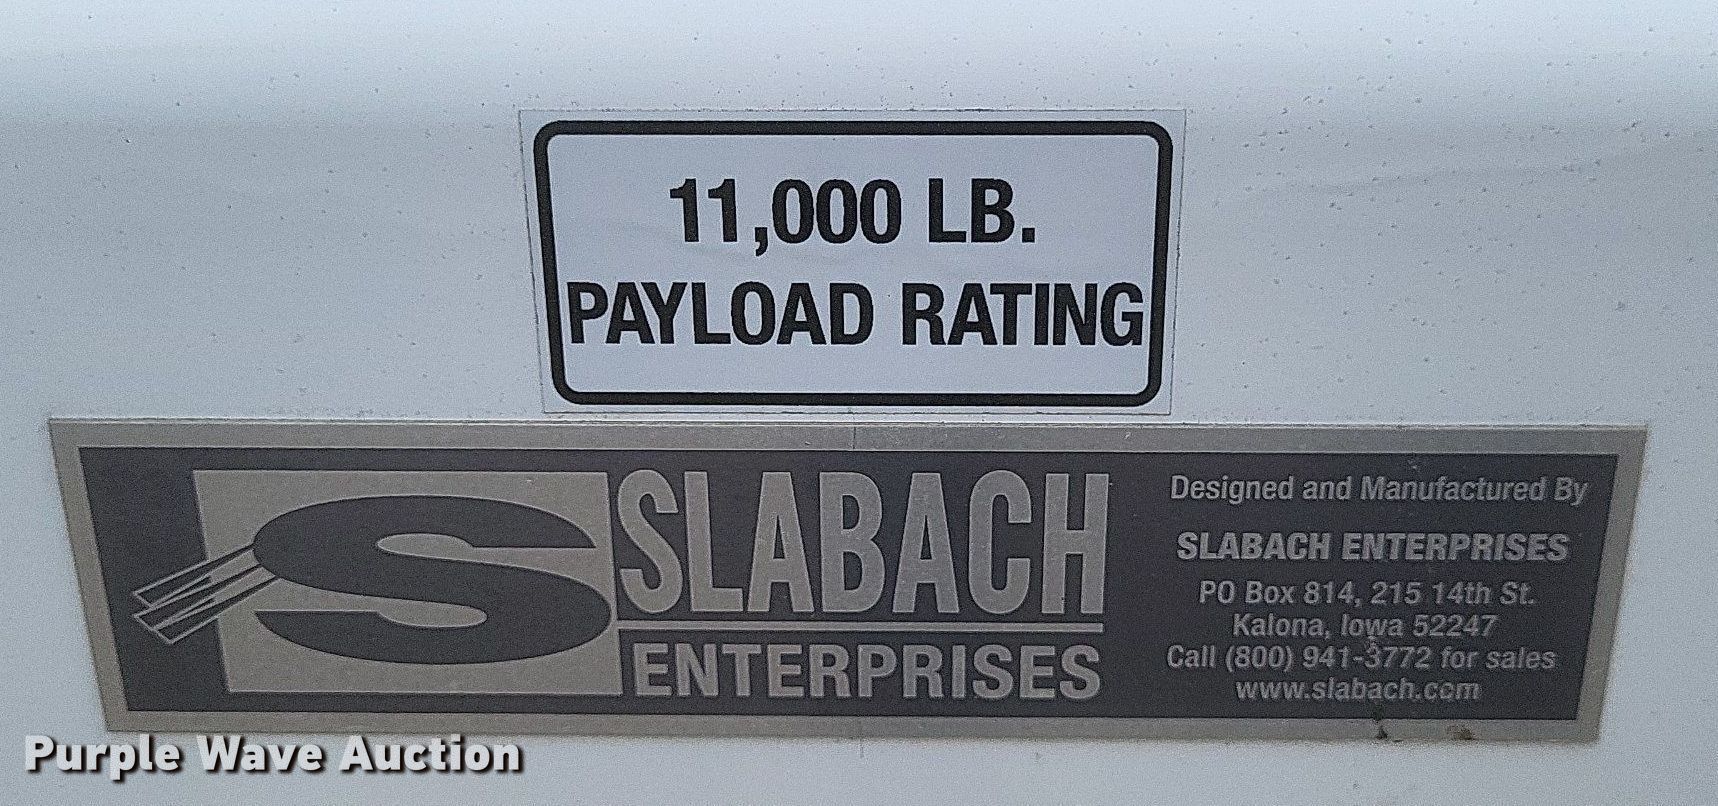 11,000 LB.
PAYLOAD RATING
S
SLABACH
ENTERPRISES
Designed and Manufactured By
SLABACH ENTERPRISES
PO Box 814, 215 14th St.
Kalona, Iowa 52247
Call (800) 941-3772 for sales
www.slabach.com
Purple Wave Auction